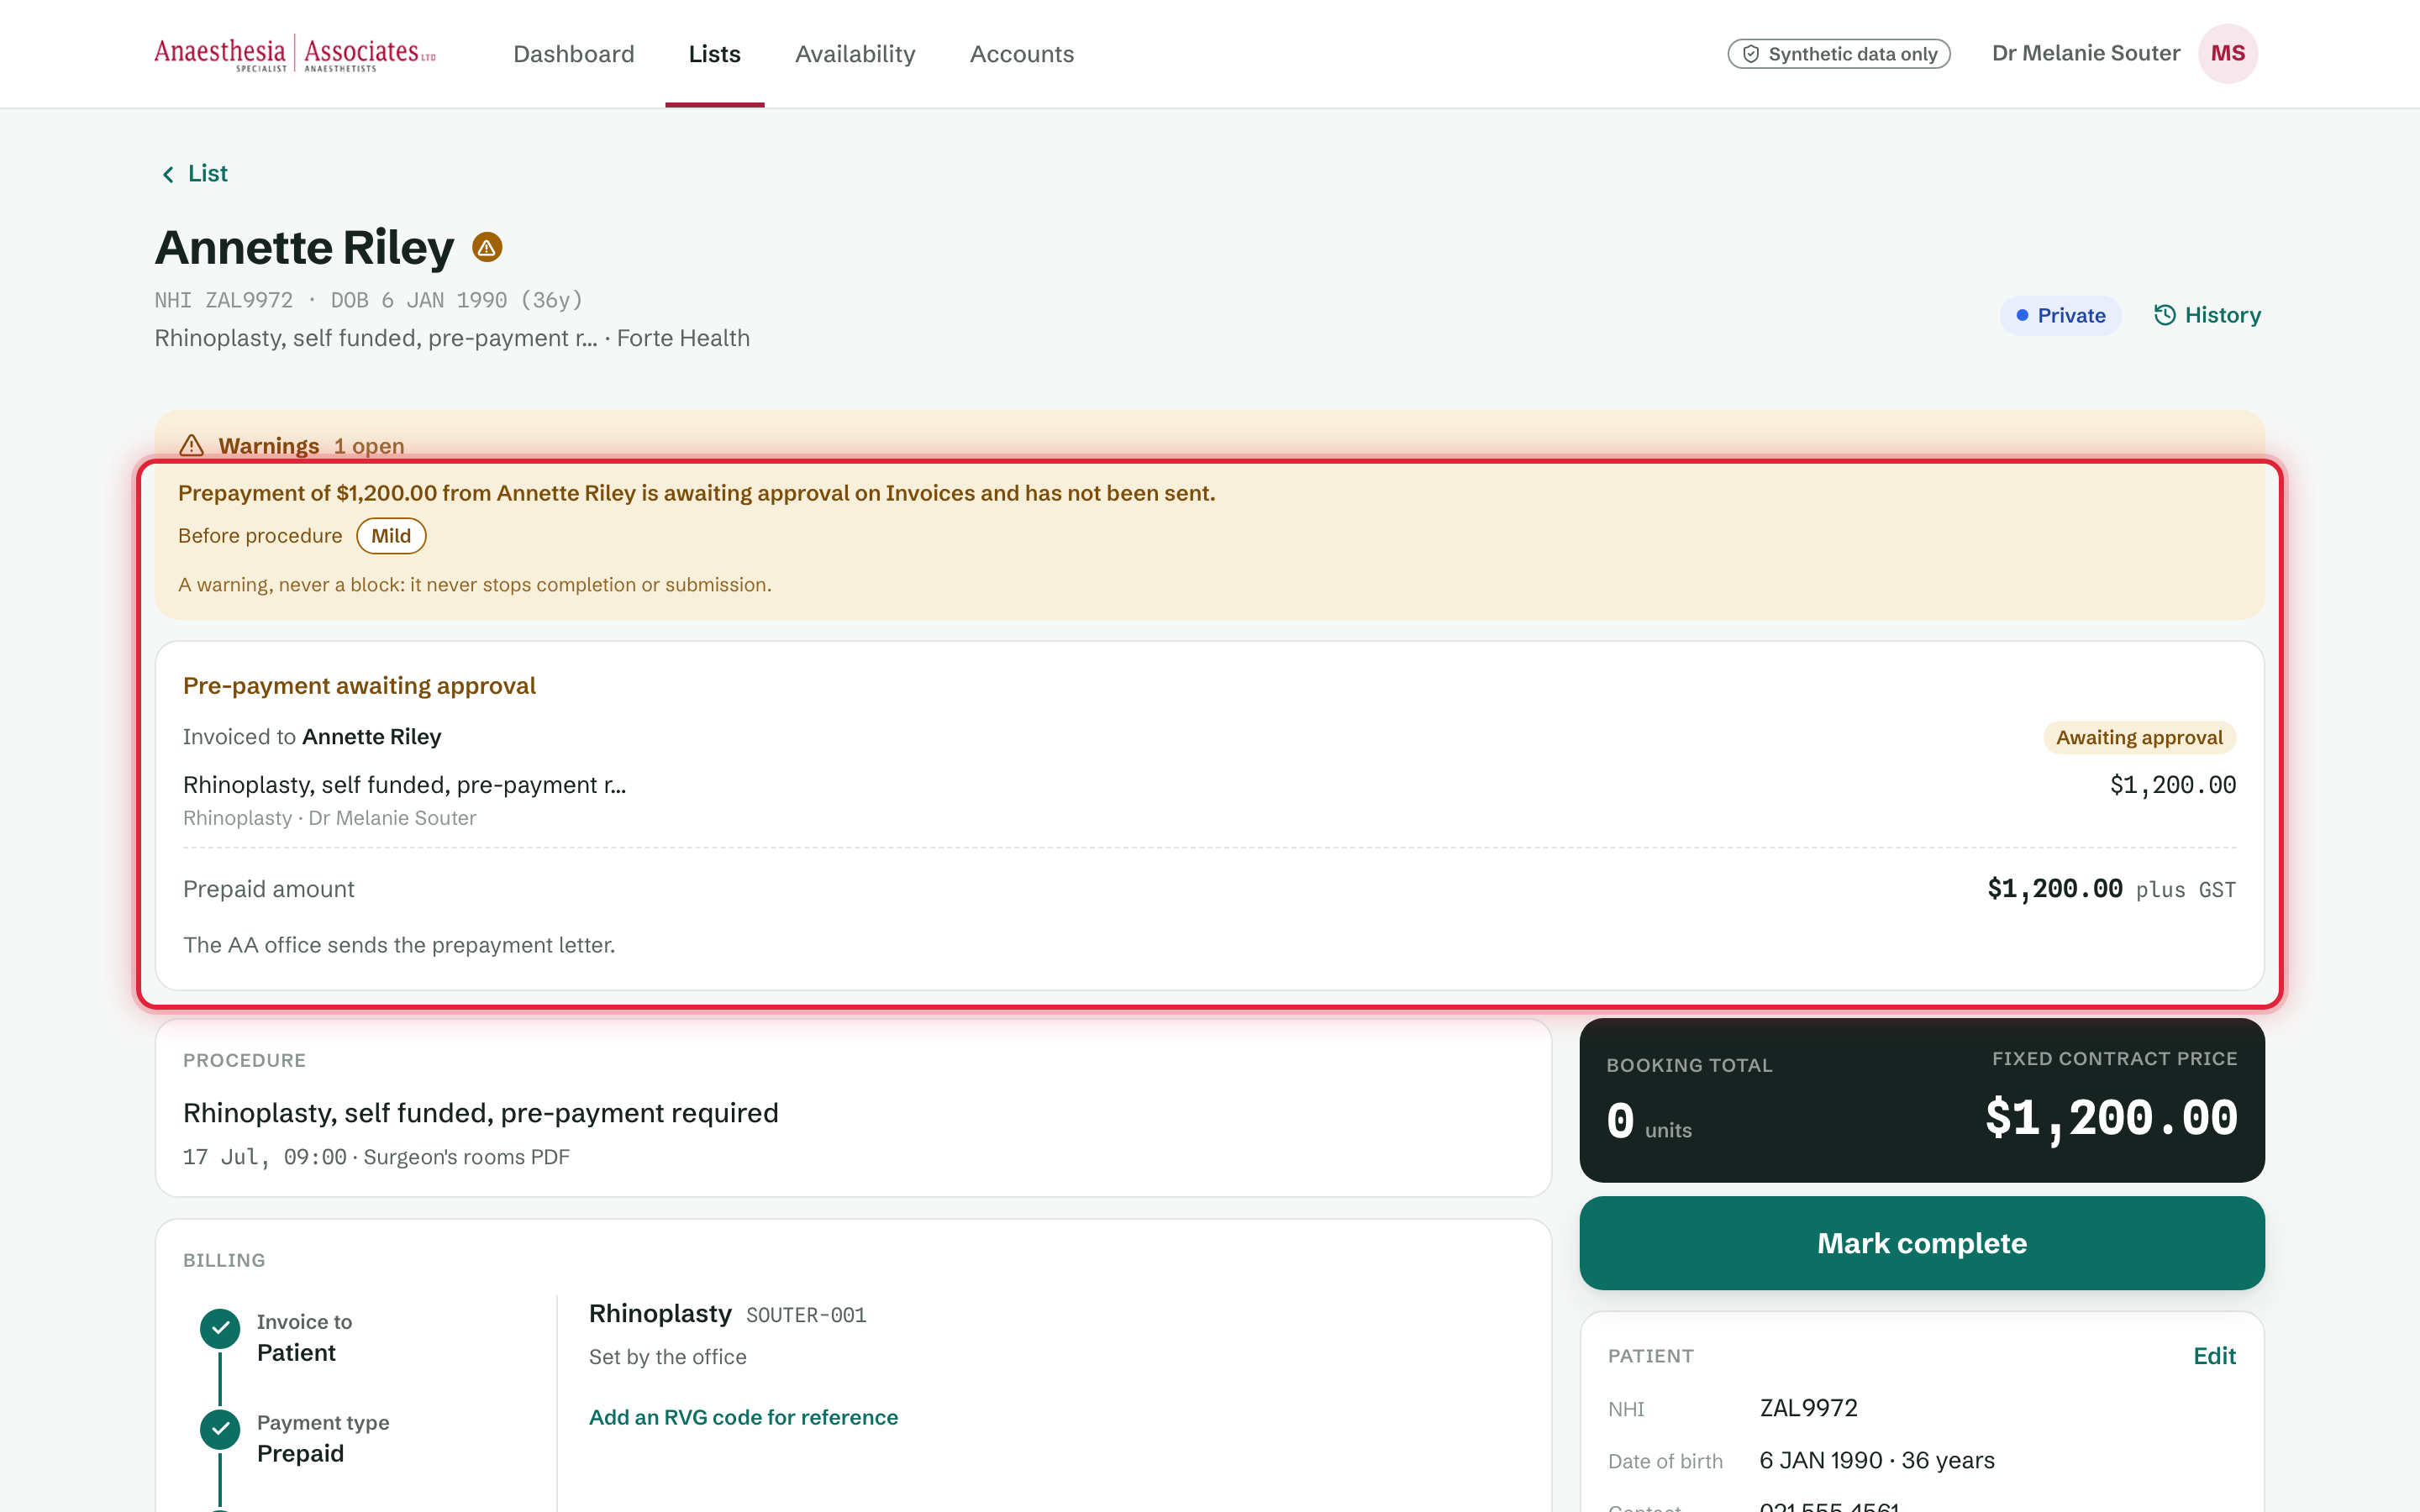 Anaesthesia Associates LTD
SPECIALIST ANAESTHETISTS
Dashboard
Lists
Availability
Accounts
Synthetic data only
Dr Melanie Souter
MS
List
Annette Riley
NHI ZAL9972 · DOB 6 JAN 1990 (36y)
Rhinoplasty, self funded, pre-payment r... · Forte Health
Private
History
Warnings 1 open
Prepayment of $1,200.00 from Annette Riley is awaiting approval on Invoices and has not been sent.
Before procedure Mild
A warning, never a block: it never stops completion or submission.
Pre-payment awaiting approval
Invoiced to Annette Riley
Awaiting approval
Rhinoplasty, self funded, pre-payment r...
$1,200.00
Rhinoplasty · Dr Melanie Souter
Prepaid amount
$1,200.00 plus GST
The AA office sends the prepayment letter.
PROCEDURE
Rhinoplasty, self funded, pre-payment required
17 Jul, 09:00 · Surgeon's rooms PDF
BOOKING TOTAL
0 units
FIXED CONTRACT PRICE
$1,200.00
Mark complete
BILLING
Invoice to
Patient
Payment type
Prepaid
Rhinoplasty SOUTER-001
Set by the office
Add an RVG code for reference
PATIENT
Edit
NHI
ZAL9972
Date of birth
6 JAN 1990 · 36 years
Contact
021 555 4561